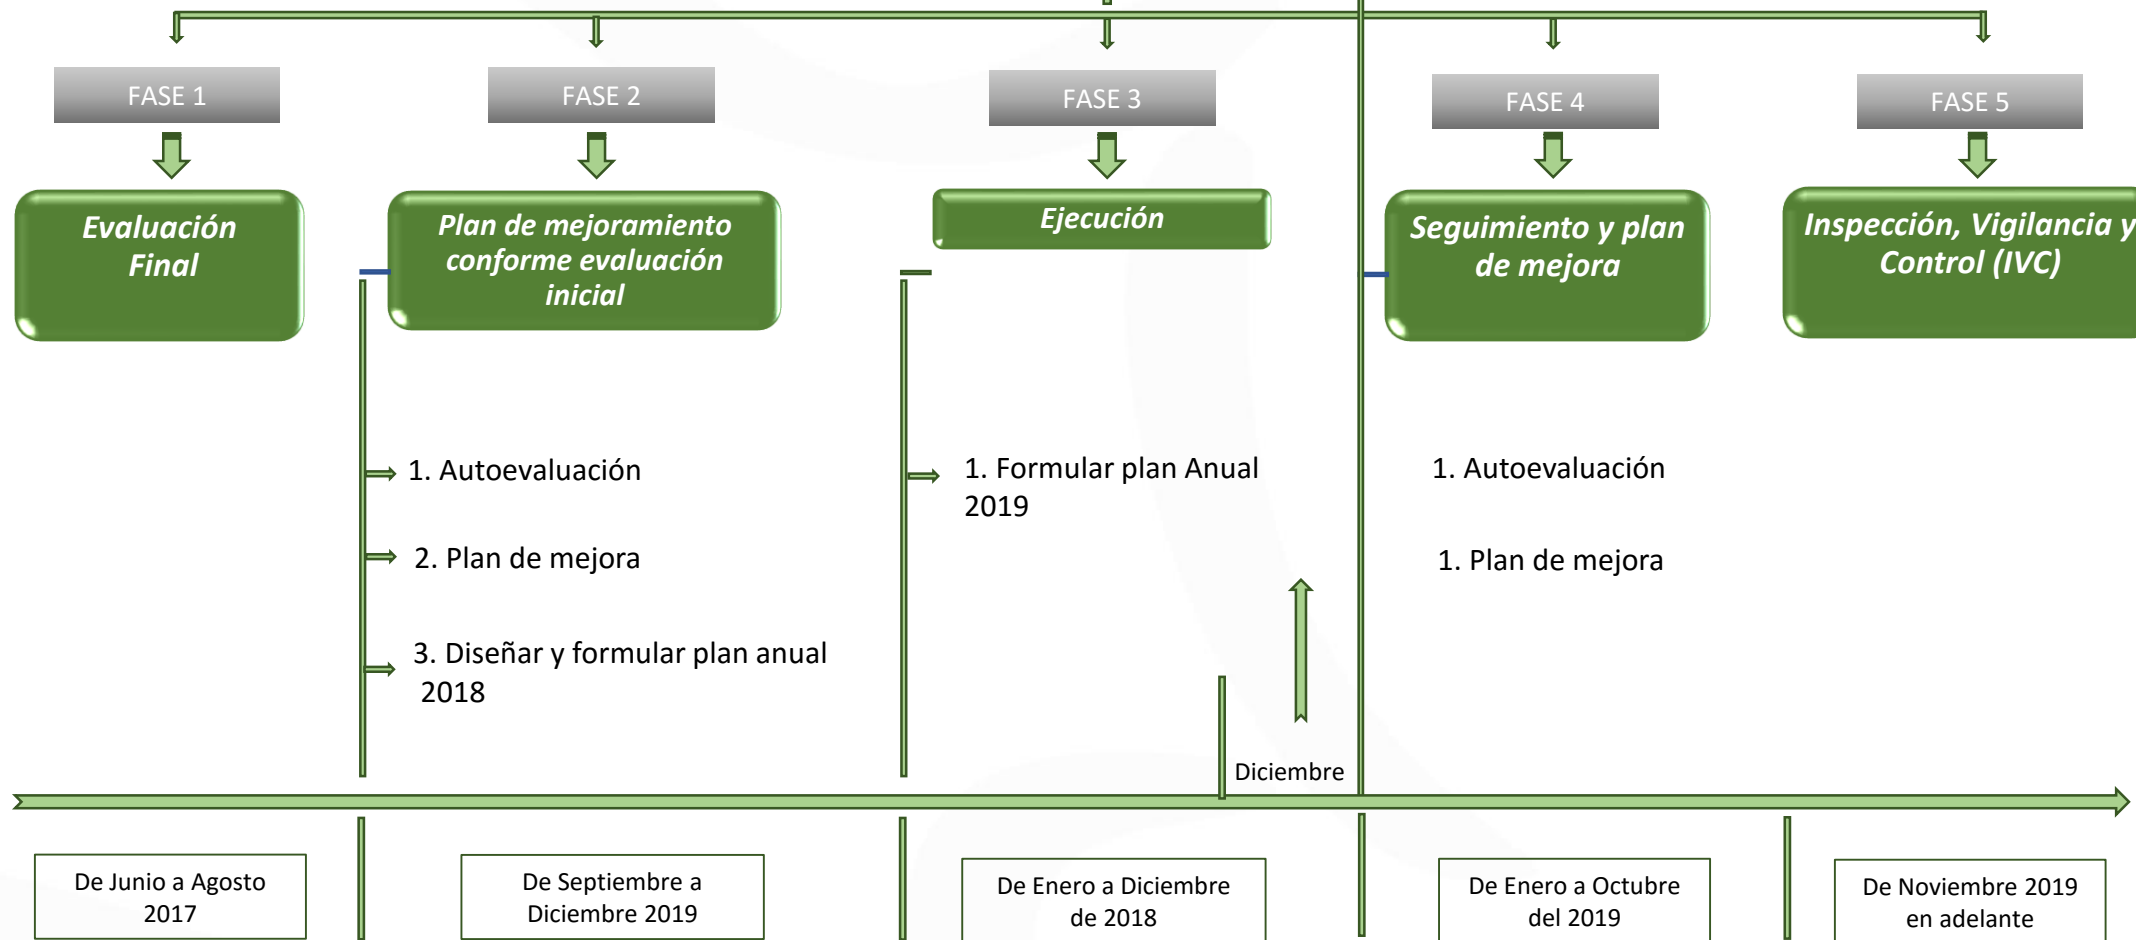 FASE 1
FASE 2
FASE 3
FASE 4
FASE 5
Evaluación
Final
Plan de mejoramiento
conforme evaluación
inicial
Ejecución
Seguimiento y plan
de mejora
Inspección, Vigilancia y
Control (IVC)
1. Autoevaluación
2. Plan de mejora
3. Diseñar y formular plan anual
2018
1. Formular plan Anual
2019
1. Autoevaluación
1. Plan de mejora
Diciembre
De Junio a Agosto
2017
De Septiembre a
Diciembre 2019
De Enero a Diciembre
de 2018
De Enero a Octubre
del 2019
De Noviembre 2019
en adelante